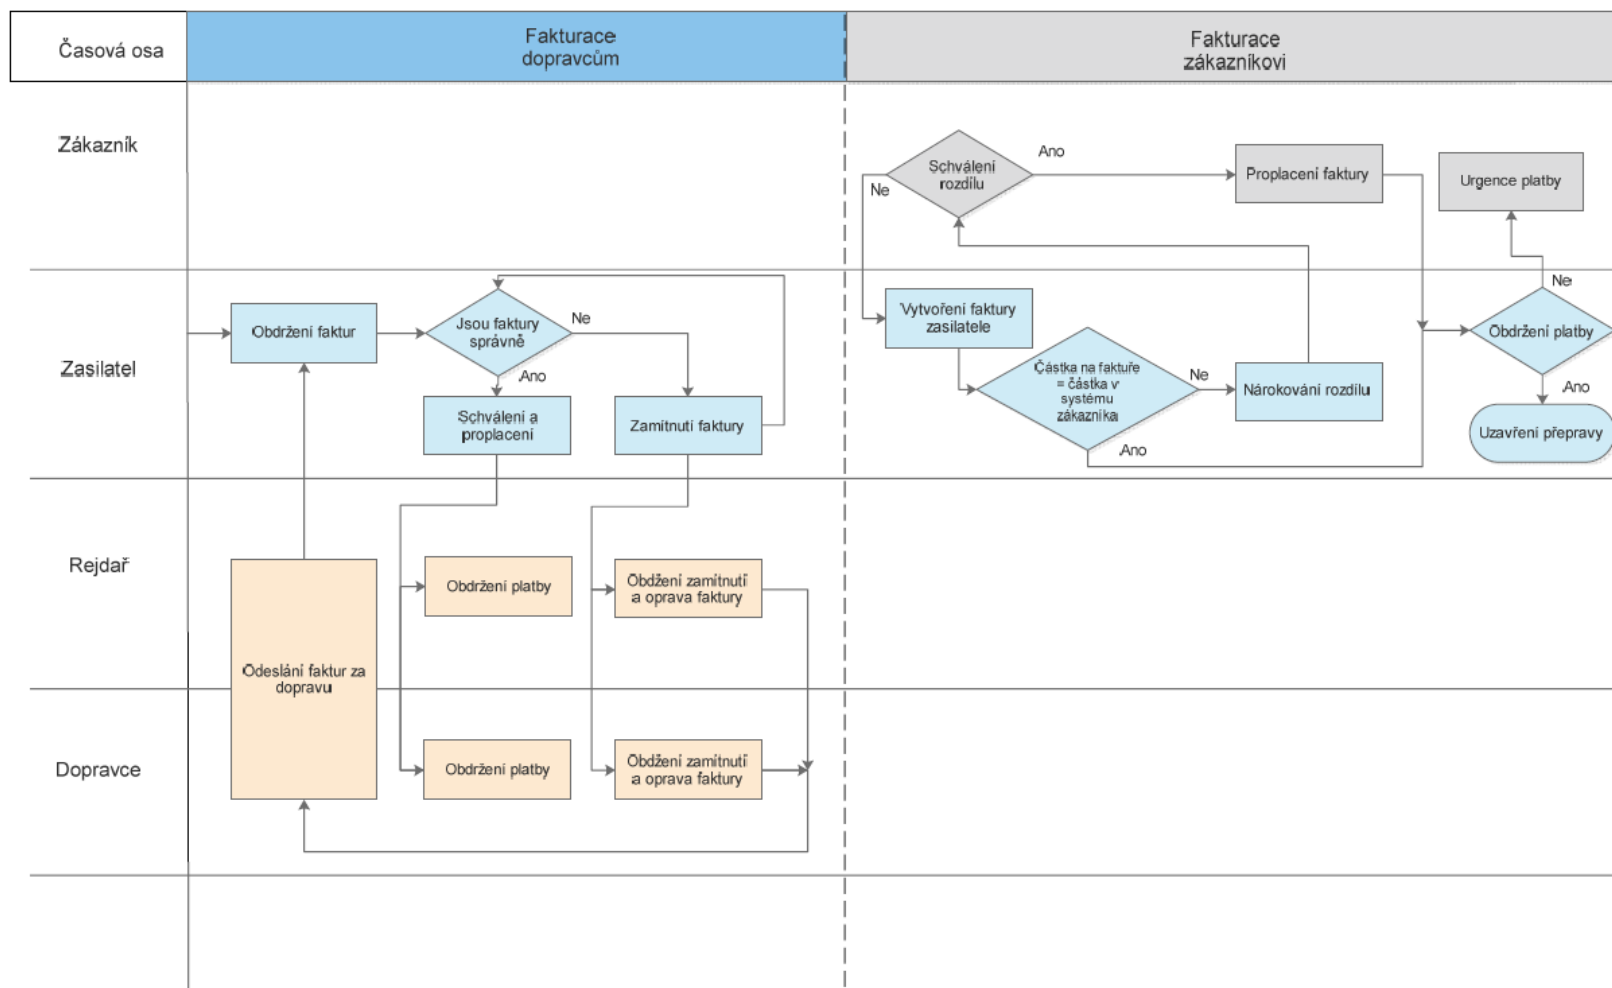 Časová osa
Fakturace
dopravcům
Fakturace
zákazníkovi
Zákazník
Schválení
rozdílu
Ano
Ne
Proplacení faktury
Urgence platby
Zasilatel
Obdržení faktur
Jsou faktury
správně
Ne
Ano
Schválení a
proplacení
Zamítnutí faktury
Vytvoření faktury
zasilatele
Částka na faktuře
= částka v
systému
zákazníka
Ne
Ano
Nárokování rozdílu
Ne
Obdržení platby
Ano
Uzavření přepravy
Rejdař
Obdržení platby
Obdžení zamítnutí
a oprava faktury
Odeslání faktur za
dopravu
Dopravce
Obdržení platby
Obdžení zamítnutí
a oprava faktury